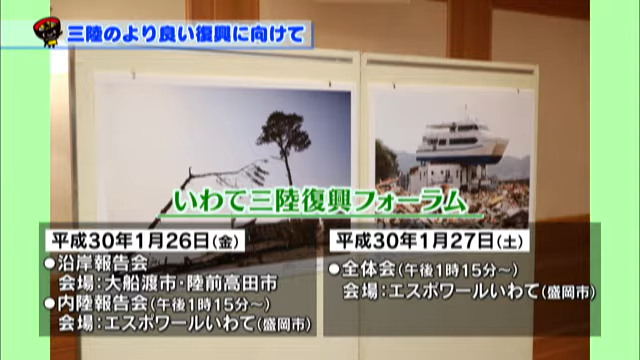 三陸のより良い復興に向けて
いわて三陸復興フォーラム
平成30年1月26日(金)
●沿岸報告会
会場:大船渡市・陸前高田市
●内陸報告会(午後1時15分~)
会場:エスポワールいわて(盛岡市)
平成30年1月27日(土)
●全体会(午後1時15分~)
会場:エスポワールいわて(盛岡市)